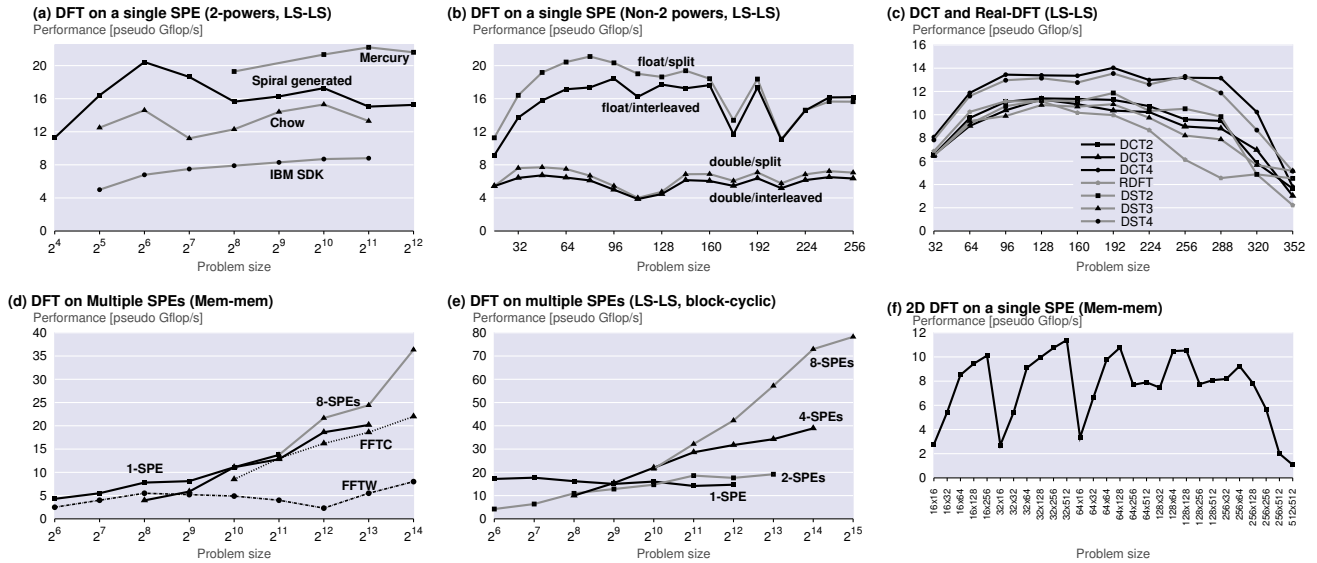 (a) DFT on a single SPE (2-powers, LS-LS)
Performance [pseudo Gflop/s]
20
16
12
8
4
0
Mercury
Spiral generated
Chow
IBM SDK
2^4 2^5 2^6 2^7 2^8 2^9 2^10 2^11 2^12
Problem size
(b) DFT on a single SPE (Non-2 powers, LS-LS)
Performance [pseudo Gflop/s]
20
16
12
8
4
0
float/split
float/interleaved
double/split
double/interleaved
32 64 96 128 160 192 224 256
Problem size
(c) DCT and Real-DFT (LS-LS)
Performance [pseudo Gflop/s]
16
14
12
10
8
6
4
2
0
DCT2
DCT3
DCT4
RDFT
DST2
DST3
DST4
32 64 96 128 160 192 224 256 288 320 352
Problem size
(d) DFT on Multiple SPEs (Mem-mem)
Performance [pseudo Gflop/s]
40
35
30
25
20
15
10
5
0
8-SPEs
FFTC
1-SPE
FFTW
2^6 2^7 2^8 2^9 2^10 2^11 2^12 2^13 2^14
Problem size
(e) DFT on multiple SPEs (LS-LS, block-cyclic)
Performance [pseudo Gflop/s]
80
70
60
50
40
30
20
10
0
8-SPEs
4-SPEs
2-SPEs
1-SPE
2^6 2^7 2^8 2^9 2^10 2^11 2^12 2^13 2^14 2^15
Problem size
(f) 2D DFT on a single SPE (Mem-mem)
Performance [pseudo Gflop/s]
12
10
8
6
4
2
0
16x16
16x32
16x64
16x128
16x256
32x16
32x32
32x64
32x128
32x256
32x512
64x16
64x32
64x64
64x128
64x256
64x512
128x32
128x64
128x128
128x256
128x512
256x32
256x64
256x128
256x256
256x512
512x512
Problem size